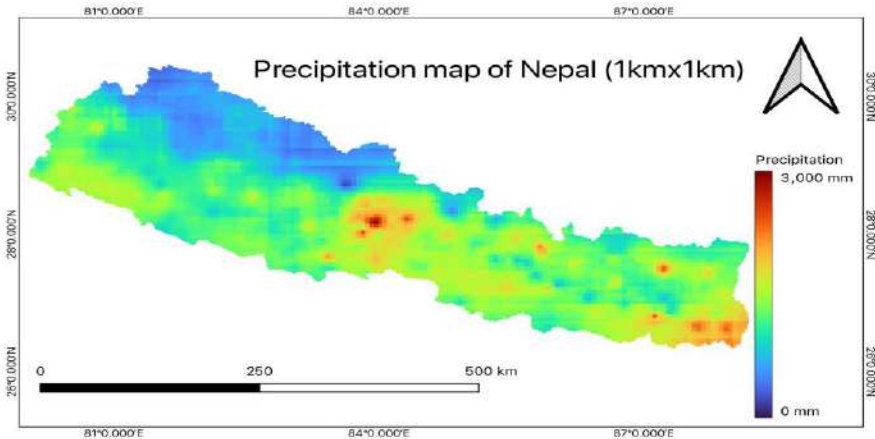 81°0.000'E 84°0.000'E 87°0.000'E
Precipitation map of Nepal (1kmx1km)
30°0.000'N
30°0.000'N
Precipitation
3,000 mm
28°0.000'N
28°0.000'N
0 250 500 km
26°0.000'N
26°0.000'N
0 mm
81°0.000'E 84°0.000'E 87°0.000'E